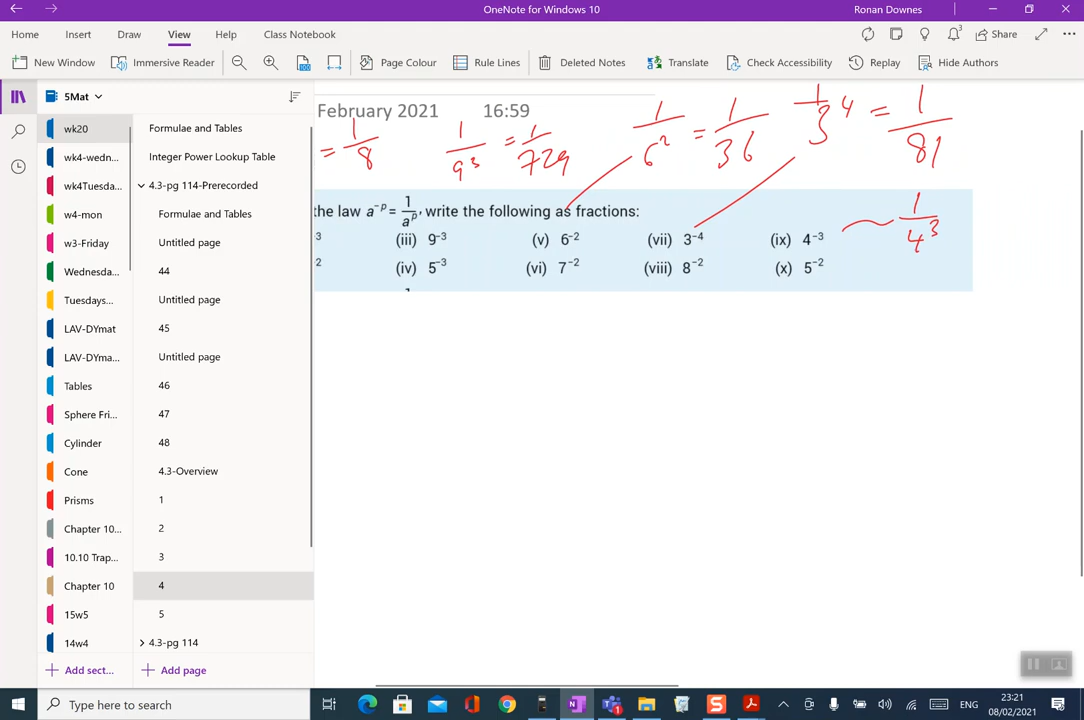 OneNote for Windows 10
Ronan Downes
Home Insert Draw View Help Class Notebook
Share
New Window Immersive Reader Page Colour Rule Lines Deleted Notes Translate Check Accessibility Replay Hide Authors
5Mat
wk20
wk4-wedn...
wk4Tuesda...
w4-mon
w3-Friday
Wednesda...
Tuesdays...
LAV-DYmat
LAV-DYma...
Tables
Sphere Fri...
Cylinder
Cone
Prisms
Chapter 10...
10.10 Trap...
Chapter 10
15w5
14w4
Add sect...
Formulae and Tables
Integer Power Lookup Table
4.3-pg 114-Prerecorded
Formulae and Tables
Untitled page
44
Untitled page
45
Untitled page
46
47
48
4.3-Overview
1
2
3
4
5
4.3-pg 114
Add page
February 2021 16:59
= 1/8 1/9³ = 1/729 1/6² = 1/36 1/3⁴ = 1/81
the law a⁻ᵖ = 1/aᵖ, write the following as fractions:
3 (iii) 9⁻³ (v) 6⁻² (vii) 3⁻⁴ (ix) 4⁻³ 1/4³
2 (iv) 5⁻³ (vi) 7⁻² (viii) 8⁻² (x) 5⁻²
Type here to search
ENG
23:21
08/02/2021